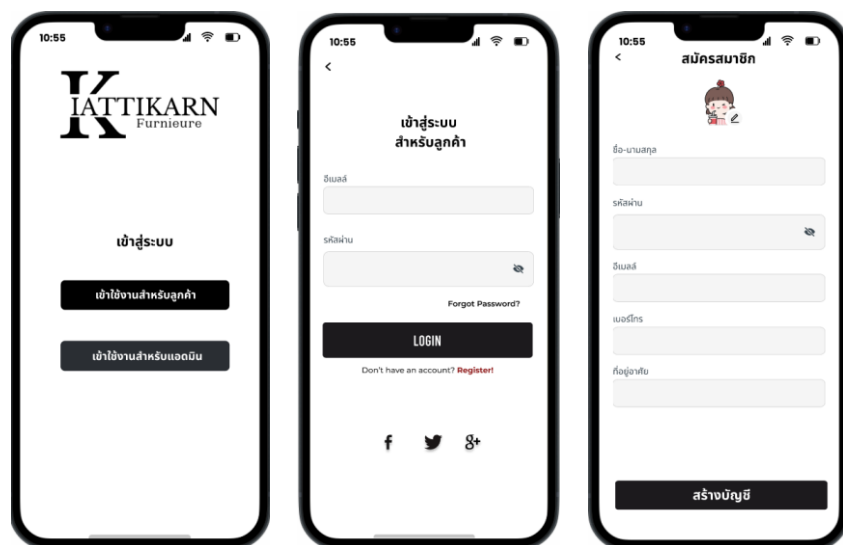 10:55
KIATTIKARN
Furnieure
เข้าสู่ระบบ
เข้าใช้งานสำหรับลูกค้า
เข้าใช้งานสำหรับแอดมิน
10:55
<
เข้าสู่ระบบ
สำหรับลูกค้า
อีเมลล์
รหัสผ่าน
Forgot Password?
LOGIN
Don't have an account? Register!
f
g+
10:55
<
สมัครสมาชิก
ชื่อ-นามสกุล
รหัสผ่าน
อีเมลล์
เบอร์โทร
ที่อยู่อาศัย
สร้างบัญชี